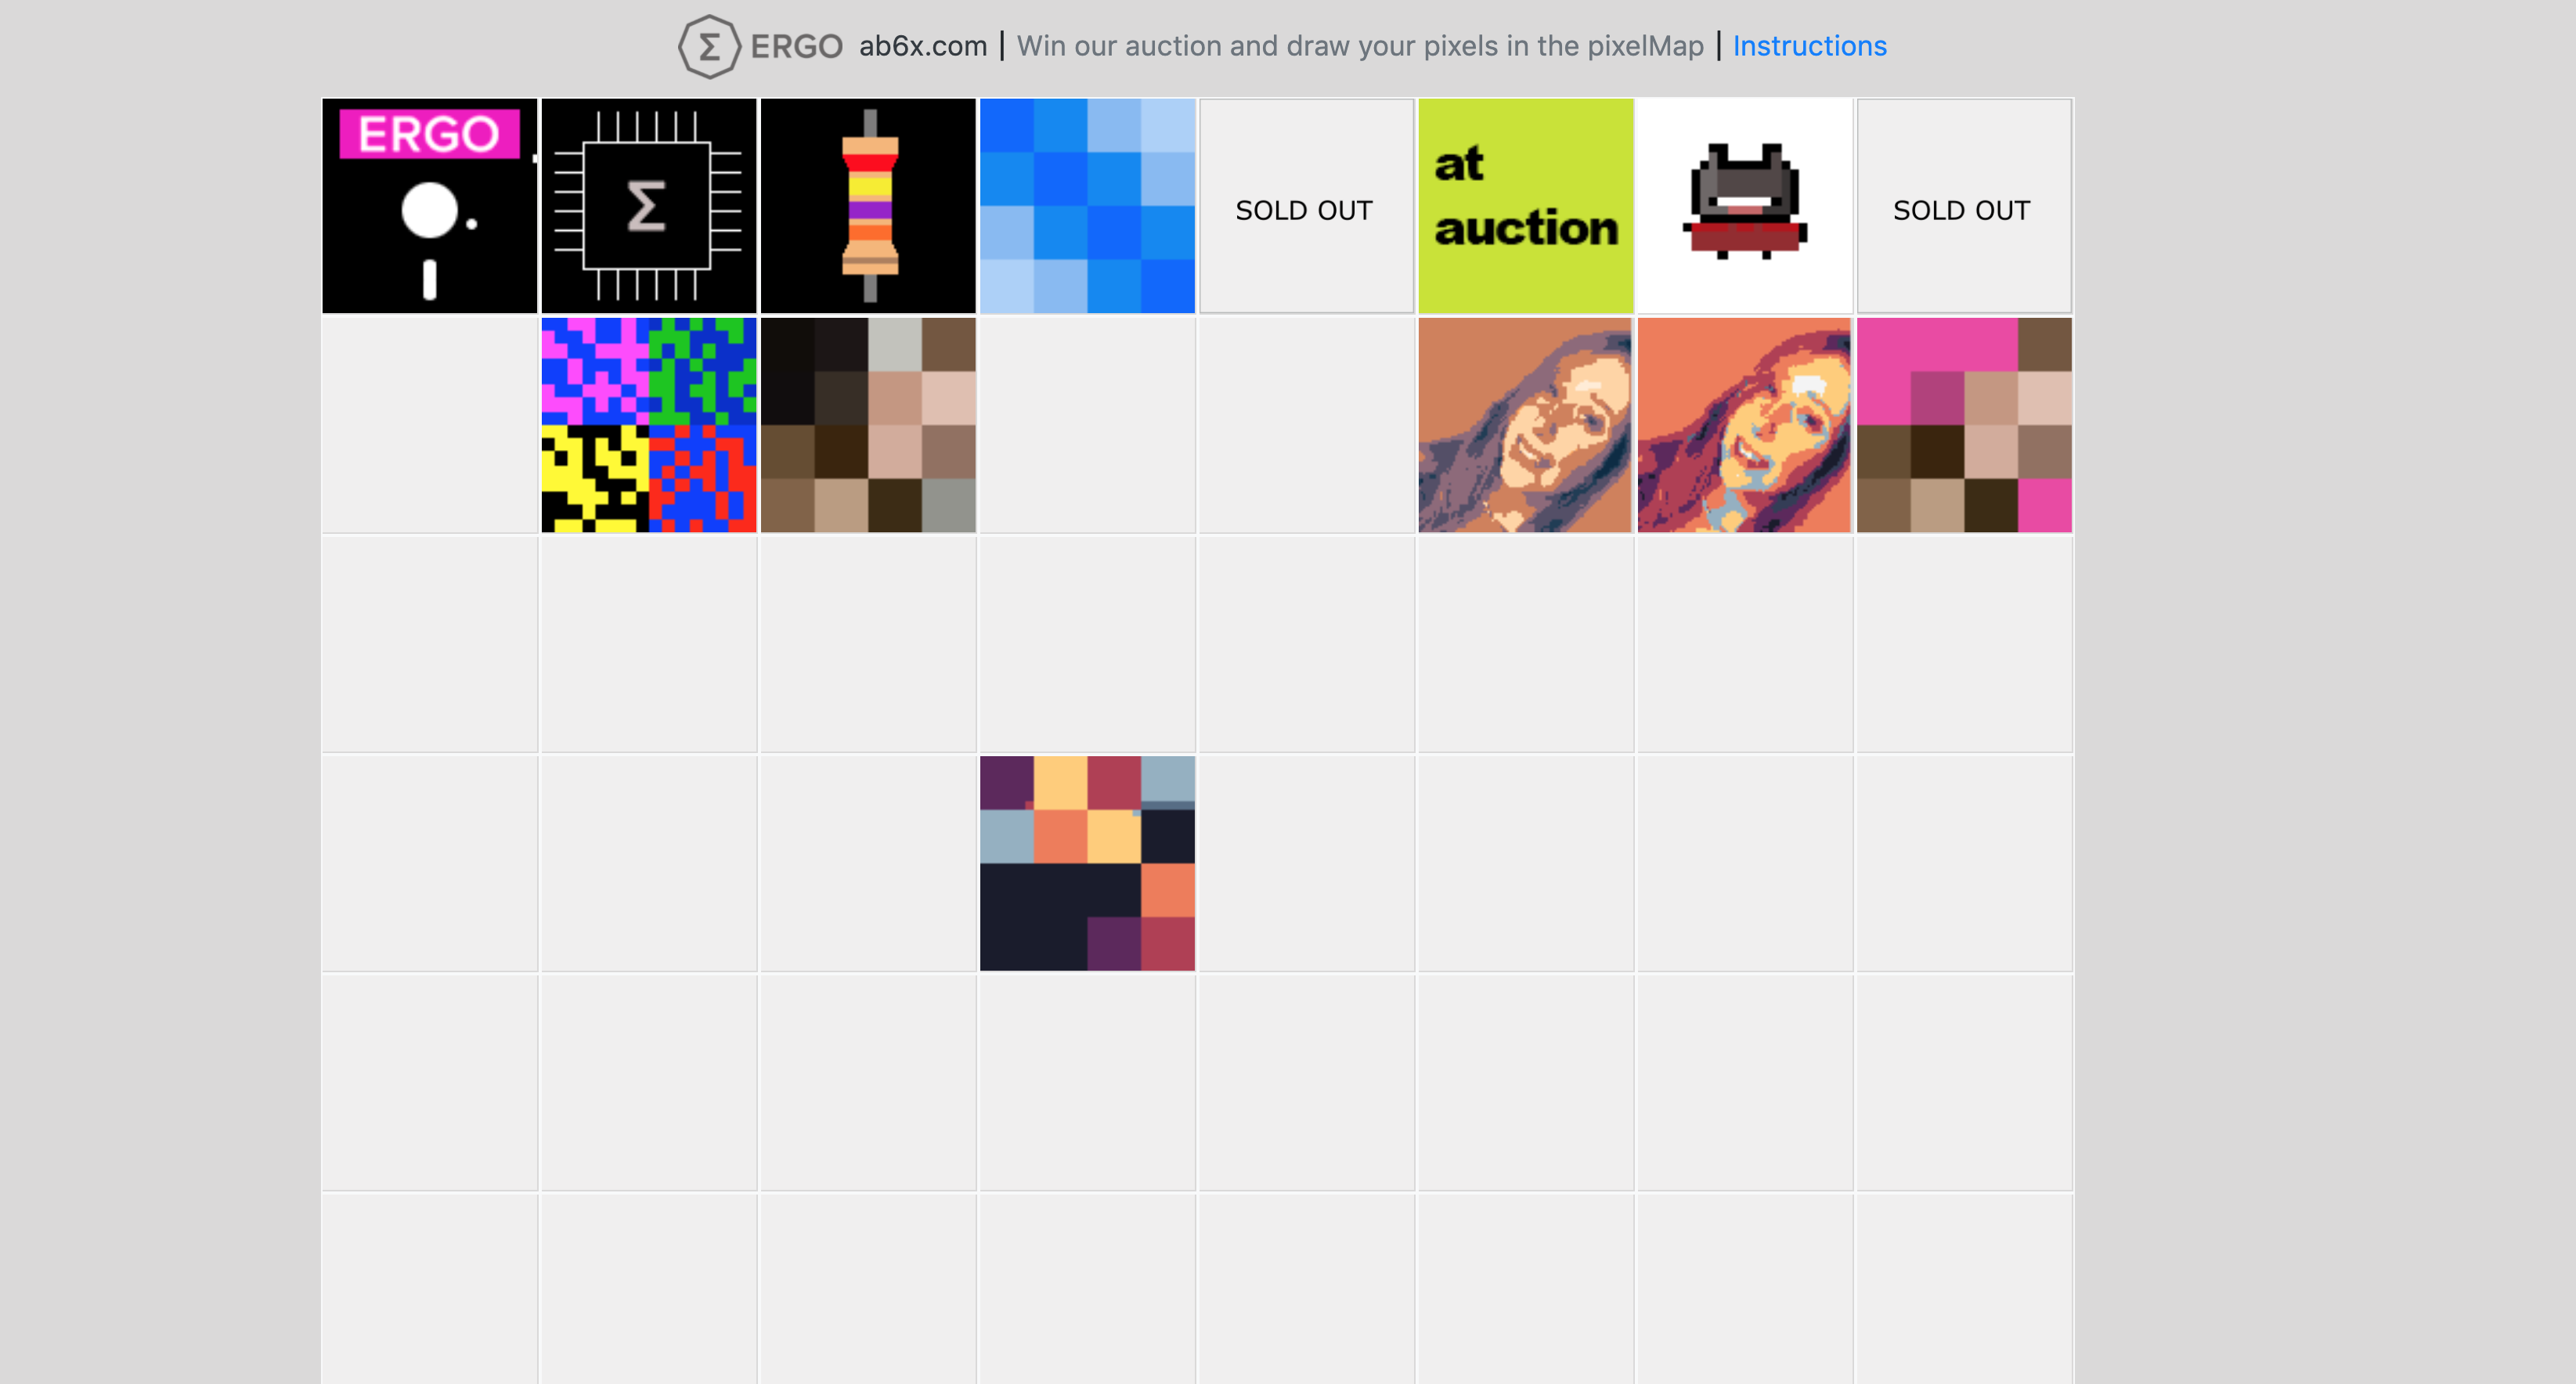 Σ ERGO ab6x.com | Win our auction and draw your pixels in the pixelMap | Instructions
ERGO
Σ
SOLD OUT
at
auction
SOLD OUT